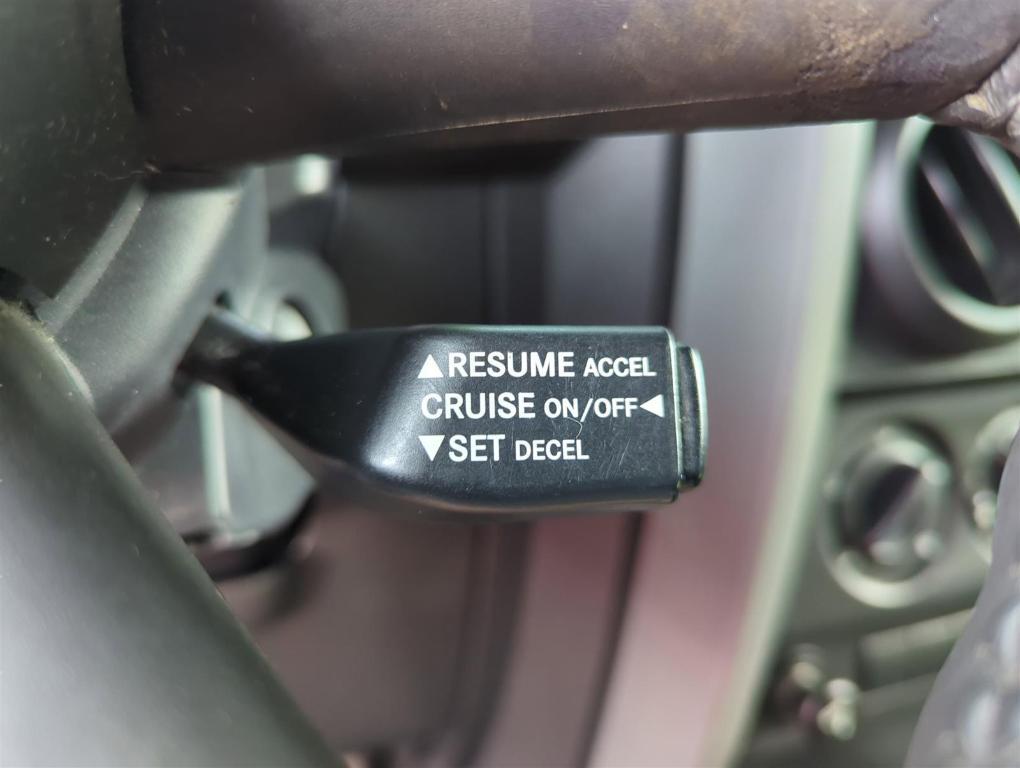 ▲RESUME ACCEL
CRUISE ON/OFF◀
▼SET DECEL